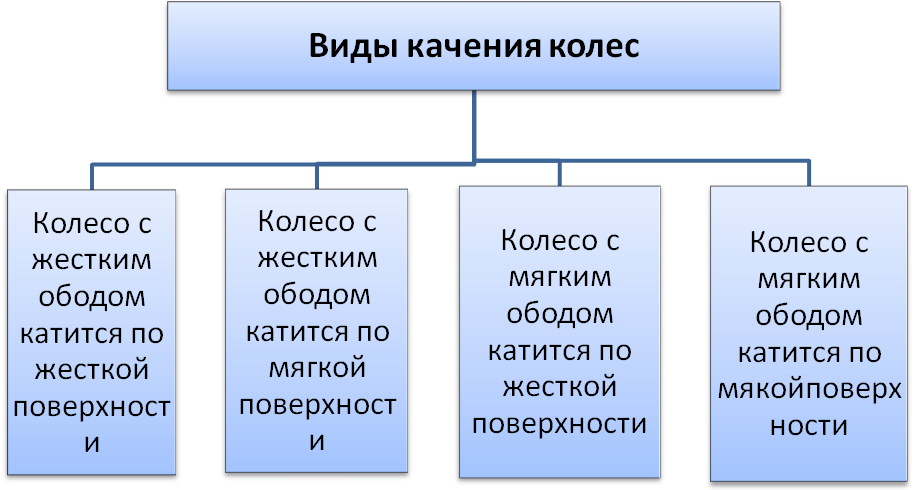 Виды качения колес
Колесо с
жестким
ободом
катится по
жесткой
поверхност
и
Колесо с
жестким
ободом
катится по
мягкой
поверхност
и
Колесо с
мягким
ободом
катится по
жесткой
поверхности
Колесо с
мягким
ободом
катится по
мякойповерх
ности